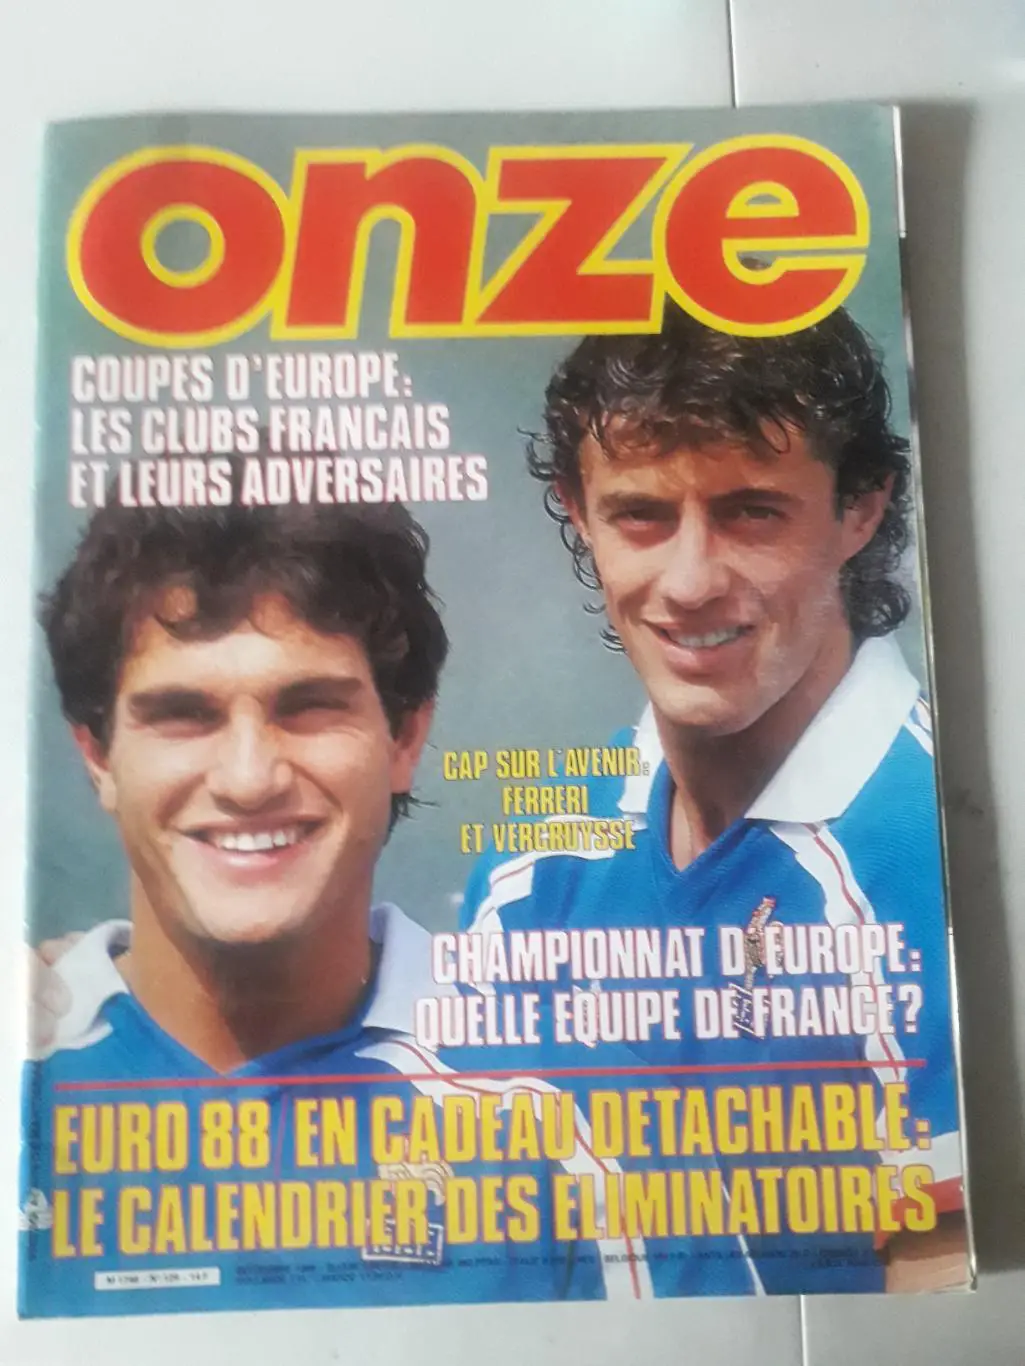 onze
COUPES D'EUROPE:
LES CLUBS FRANCAIS
ET LEURS ADVERSAIRES
CAP SUR L'AVENIR:
FERRERI
ET VERCRUYSSE
CHAMPIONNAT D'EUROPE:
QUELLE EQUIPE DE FRANCE?
EURO 88 / EN CADEAU DETACHABLE:
LE CALENDRIER DES ELIMINATOIRES